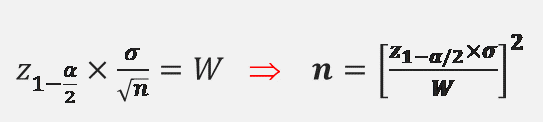 z_{1−α/2} × σ/√n = W ⇒ n = [z_{1−α/2}×σ / W]^2